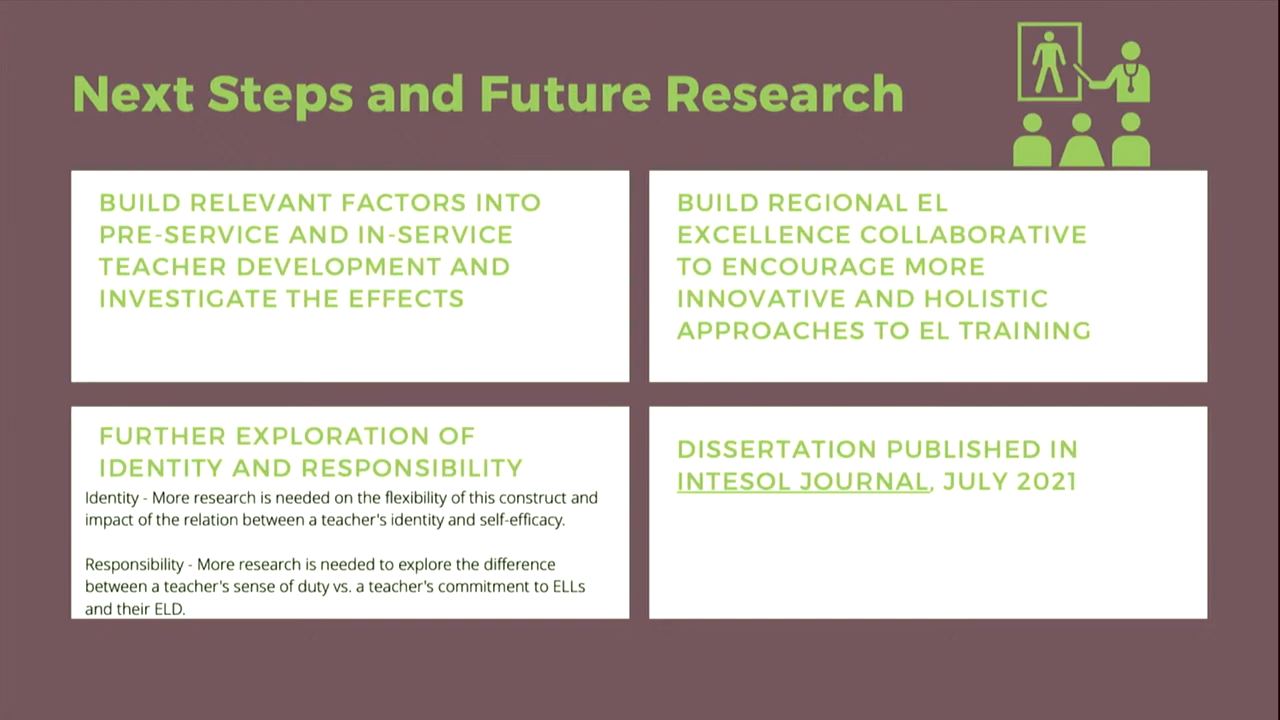 Next Steps and Future Research
BUILD RELEVANT FACTORS INTO
PRE-SERVICE AND IN-SERVICE
TEACHER DEVELOPMENT AND
INVESTIGATE THE EFFECTS
BUILD REGIONAL EL
EXCELLENCE COLLABORATIVE
TO ENCOURAGE MORE
INNOVATIVE AND HOLISTIC
APPROACHES TO EL TRAINING
FURTHER EXPLORATION OF
IDENTITY AND RESPONSIBILITY
Identity - More research is needed on the flexibility of this construct and
impact of the relation between a teacher's identity and self-efficacy.
Responsibility - More research is needed to explore the difference
between a teacher's sense of duty vs. a teacher's commitment to ELLs
and their ELD.
DISSERTATION PUBLISHED IN
INTESOL JOURNAL, JULY 2021